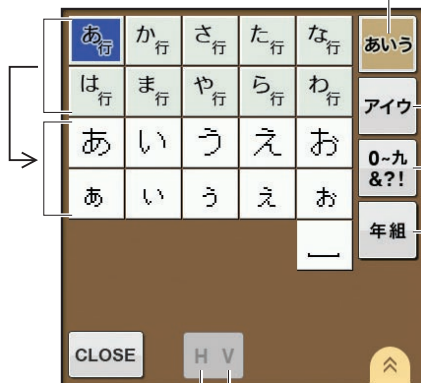 あ行 か行 さ行 た行 な行
は行 ま行 や行 ら行 わ行
あ い う え お
ぁ ぃ ぅ ぇ ぉ
あいう
アイウ
0~九
&?!
年組
CLOSE
H V